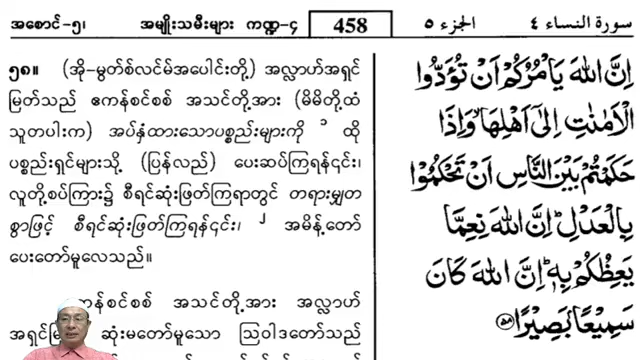 အစောင်-၅၊ အမျိုးသမီးများ ကဏ္ဍ-၄ 458 الجزء ٥ سورة النساء ٤
၅၈။ (အို-မွတ်စ်လင်မ်အပေါင်းတို့) အလ္လာဟ်အရှင်
မြတ်သည် ဧကန်စင်စစ် အသင်တို့အား (မိမိတို့ထံ
သူတပါးက) အပ်နှံထားသောပစ္စည်းများကို ၁ ထို
ပစ္စည်းရှင်များသို့ (ပြန်လည်) ပေးဆပ်ကြရန်၎င်း၊
လူတို့စပ်ကြား၌ စီရင်ဆုံးဖြတ်ကြရာတွင် တရားမျှတ
စွာဖြင့် စီရင်ဆုံးဖြတ်ကြရန်၎င်း၊ ၂ အမိန့်တော်
ပေးတော်မူလေသည်။
ကန်စင်စစ် အသင်တို့အား အလ္လာဟ်
အရှင်မြ ဆုံးမတော်မူသော ဩဝါဒတော်သည်
اِنَّ اللّٰهَ يَاْمُرُكُمْ اَنْ تُؤَدُّوا
الْاَمٰنٰتِ اِلٰٓى اَهْلِهَا ۙ وَاِذَا
حَكَمْتُمْ بَيْنَ النَّاسِ اَنْ تَحْكُمُوْا
بِالْعَدْلِ ؕ اِنَّ اللّٰهَ نِعِمَّا
يَعِظُكُمْ بِهٖ ؕ اِنَّ اللّٰهَ كَانَ
سَمِيْعًۢا بَصِيْرًا ﴿۵۸﴾